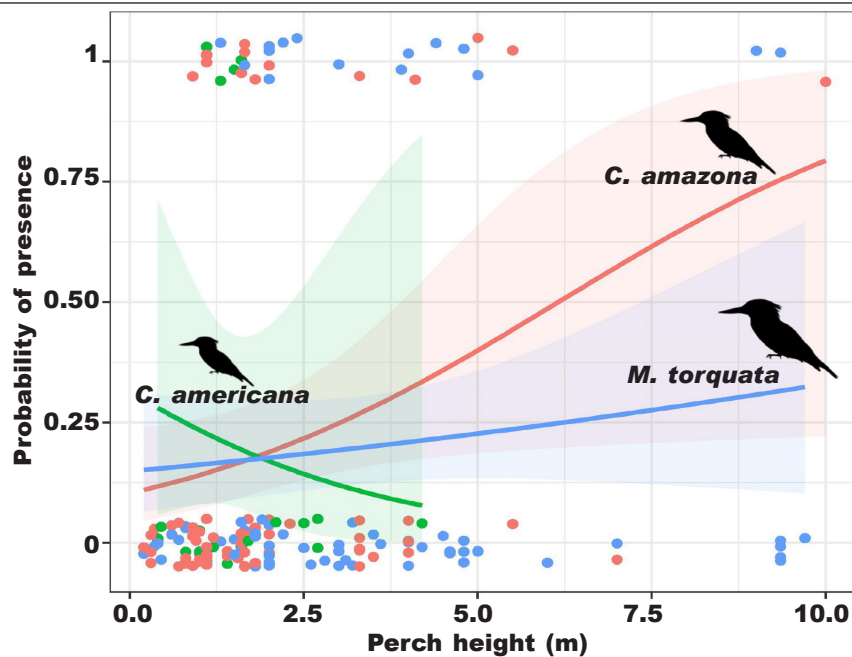 Probability of presence
1
0.75
0.50
0.25
0
C. amazona
M. torquata
C. americana
0.0 2.5 5.0 7.5 10.0
Perch height (m)